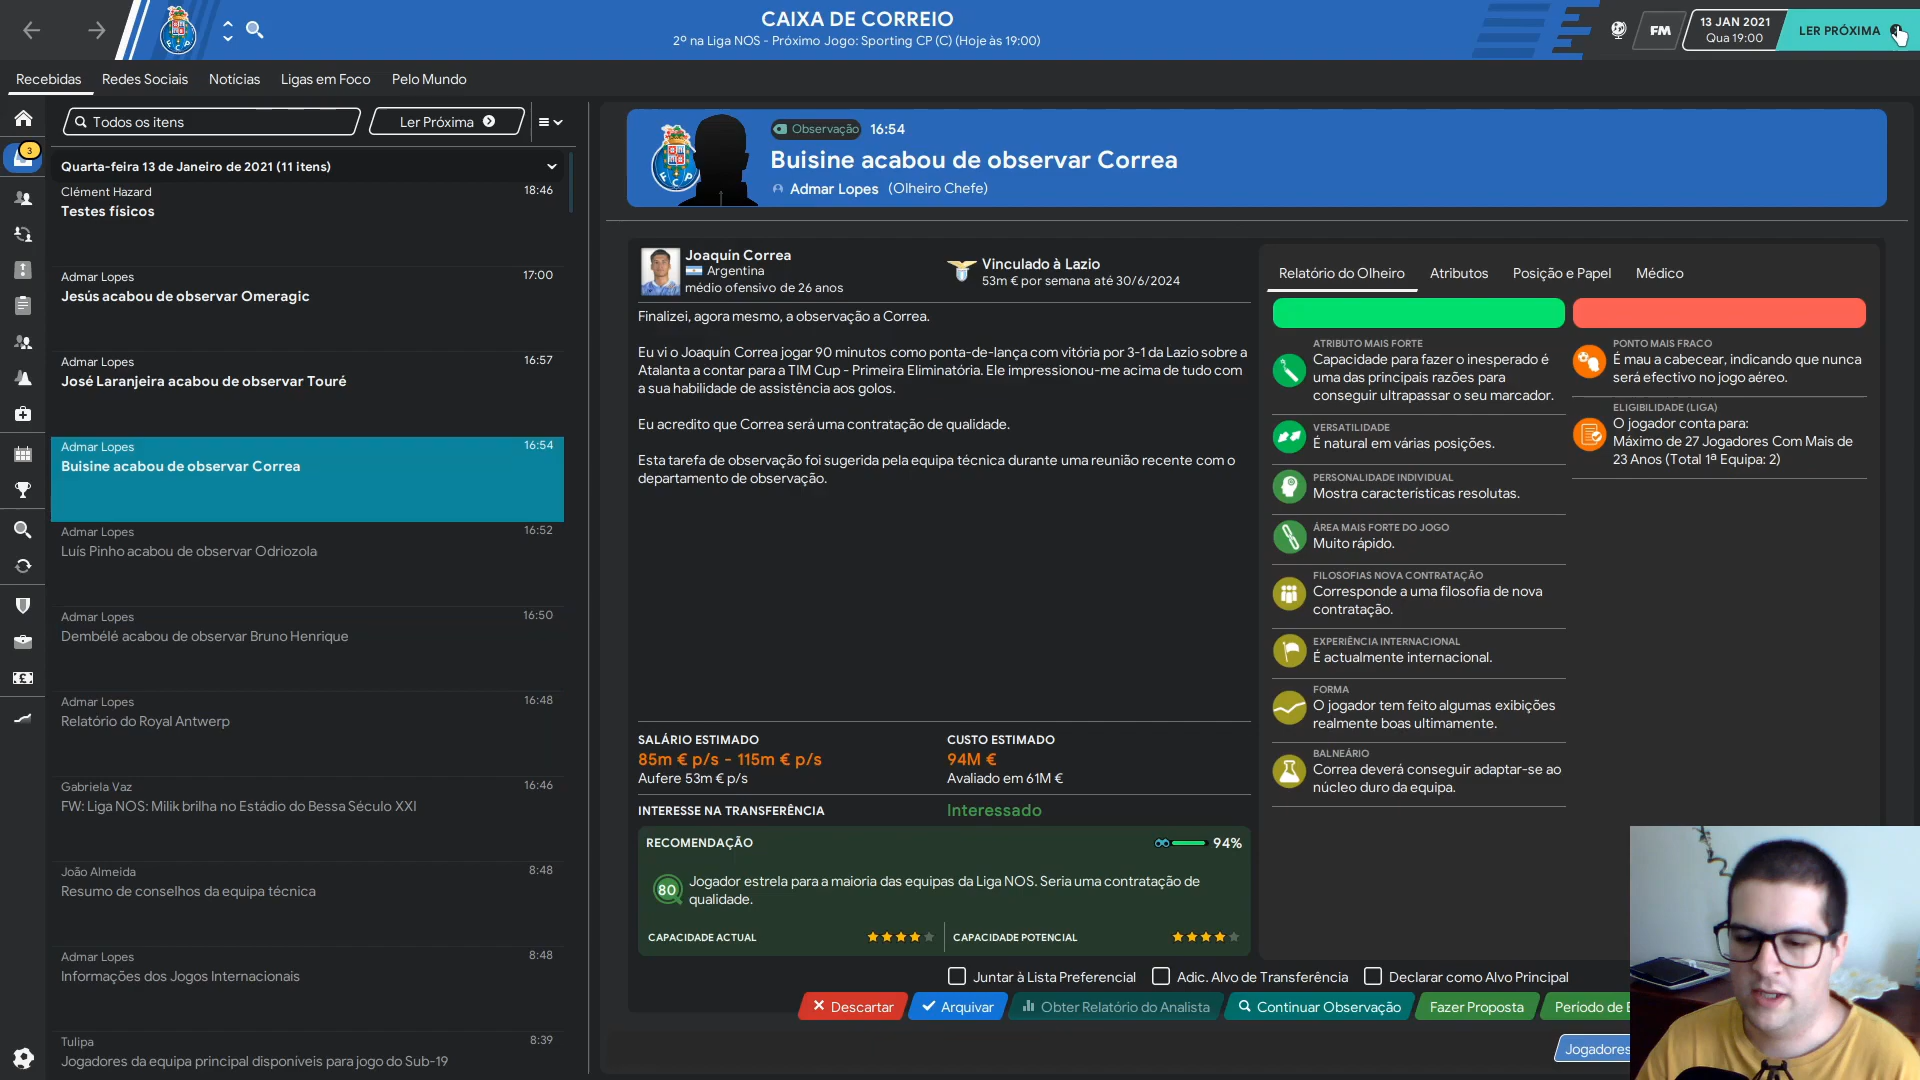 CAIXA DE CORREIO
2º na Liga NOS - Próximo Jogo: Sporting CP (C) (Hoje às 19:00)
FM
13 JAN 2021
Qua 19:00
LER PRÓXIMA
Recebidas
Redes Sociais
Notícias
Ligas em Foco
Pelo Mundo
Todos os itens
Ler Próxima
3
Quarta-feira 13 de Janeiro de 2021 (11 itens)
Clément Hazard
18:46
Testes físicos
Admar Lopes
17:00
Jesús acabou de observar Omeragic
Admar Lopes
16:57
José Laranjeira acabou de observar Touré
Admar Lopes
16:54
Buisine acabou de observar Correa
Admar Lopes
16:52
Luís Pinho acabou de observar Odriozola
Admar Lopes
16:50
Dembélé acabou de observar Bruno Henrique
Admar Lopes
16:48
Relatório do Royal Antwerp
Gabriela Vaz
16:46
FW: Liga NOS: Milik brilha no Estádio do Bessa Século XXI
João Almeida
8:48
Resumo de conselhos da equipa técnica
Admar Lopes
8:48
Informações dos Jogos Internacionais
Tulipa
8:39
Jogadores da equipa principal disponíveis para jogo do Sub-19
Observação
16:54
Buisine acabou de observar Correa
Admar Lopes (Olheiro Chefe)
Joaquín Correa
Argentina
médio ofensivo de 26 anos
Vinculado à Lazio
53m € por semana até 30/6/2024
Finalizei, agora mesmo, a observação a Correa.
Eu vi o Joaquín Correa jogar 90 minutos como ponta-de-lança com vitória por 3-1 da Lazio sobre a
Atalanta a contar para a TIM Cup - Primeira Eliminatória. Ele impressionou-me acima de tudo com
a sua habilidade de assistência aos golos.
Eu acredito que Correa será uma contratação de qualidade.
Esta tarefa de observação foi sugerida pela equipa técnica durante uma reunião recente com o
departamento de observação.
SALÁRIO ESTIMADO
85m € p/s - 115m € p/s
Aufere 53m € p/s
CUSTO ESTIMADO
94M €
Avaliado em 61M €
INTERESSE NA TRANSFERÊNCIA
Interessado
RECOMENDAÇÃO
94%
80
Jogador estrela para a maioria das equipas da Liga NOS. Seria uma contratação de
qualidade.
CAPACIDADE ACTUAL
CAPACIDADE POTENCIAL
Relatório do Olheiro
Atributos
Posição e Papel
Médico
ATRIBUTO MAIS FORTE
Capacidade para fazer o inesperado é
uma das principais razões para
conseguir ultrapassar o seu marcador.
VERSATILIDADE
É natural em várias posições.
PERSONALIDADE INDIVIDUAL
Mostra características resolutas.
ÁREA MAIS FORTE DO JOGO
Muito rápido.
FILOSOFIAS NOVA CONTRATAÇÃO
Corresponde a uma filosofia de nova
contratação.
EXPERIÊNCIA INTERNACIONAL
É actualmente internacional.
FORMA
O jogador tem feito algumas exibições
realmente boas ultimamente.
BALNEÁRIO
Correa deverá conseguir adaptar-se ao
núcleo duro da equipa.
PONTO MAIS FRACO
É mau a cabecear, indicando que nunca
será efectivo no jogo aéreo.
ELIGIBILIDADE (LIGA)
O jogador conta para:
Máximo de 27 Jogadores Com Mais de
23 Anos (Total 1ª Equipa: 2)
Juntar à Lista Preferencial
Adic. Alvo de Transferência
Declarar como Alvo Principal
Descartar
Arquivar
Obter Relatório do Analista
Continuar Observação
Fazer Proposta
Período de
Jogadores